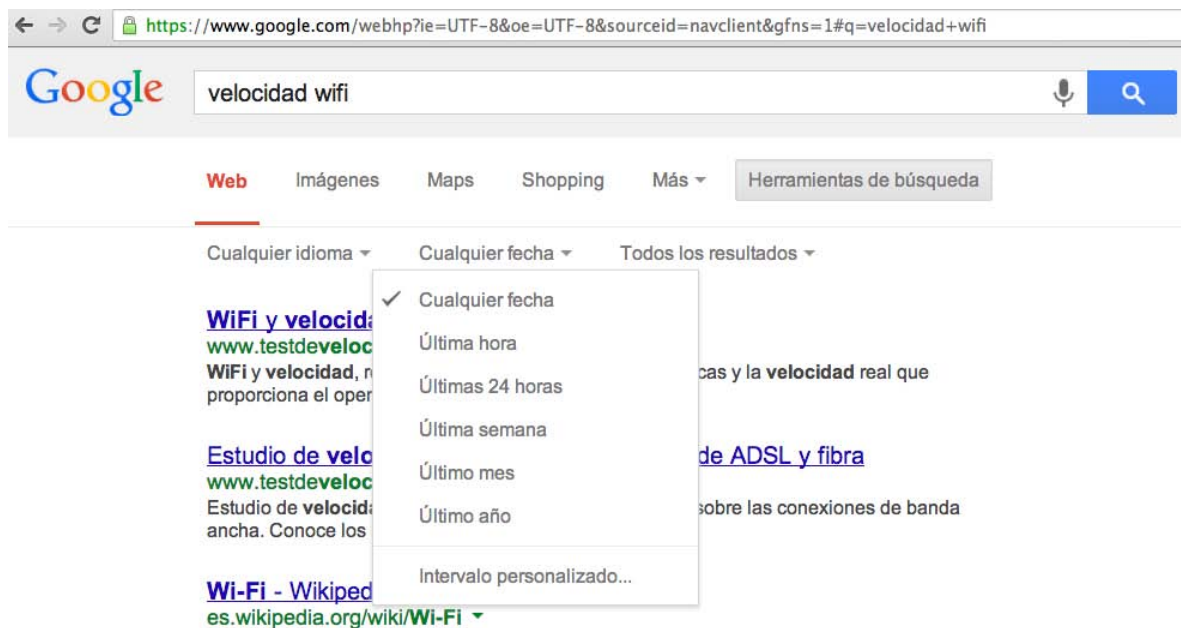 https://www.google.com/webhp?ie=UTF-8&oe=UTF-8&sourceid=navclient&gfns=1#q=velocidad+wifi
Google velocidad wifi
Web Imágenes Maps Shopping Más Herramientas de búsqueda
Cualquier idioma Cualquier fecha Todos los resultados
Cualquier fecha
Última hora
Últimas 24 horas
Última semana
Último mes
Último año
Intervalo personalizado...
WiFi y velocid
www.testdeveloc
WiFi y velocidad, r cas y la velocidad real que
proporciona el oper
Estudio de velo de ADSL y fibra
www.testdeveloc
Estudio de velocid sobre las conexiones de banda
ancha. Conoce los
Wi-Fi - Wikiped
es.wikipedia.org/wiki/Wi-Fi